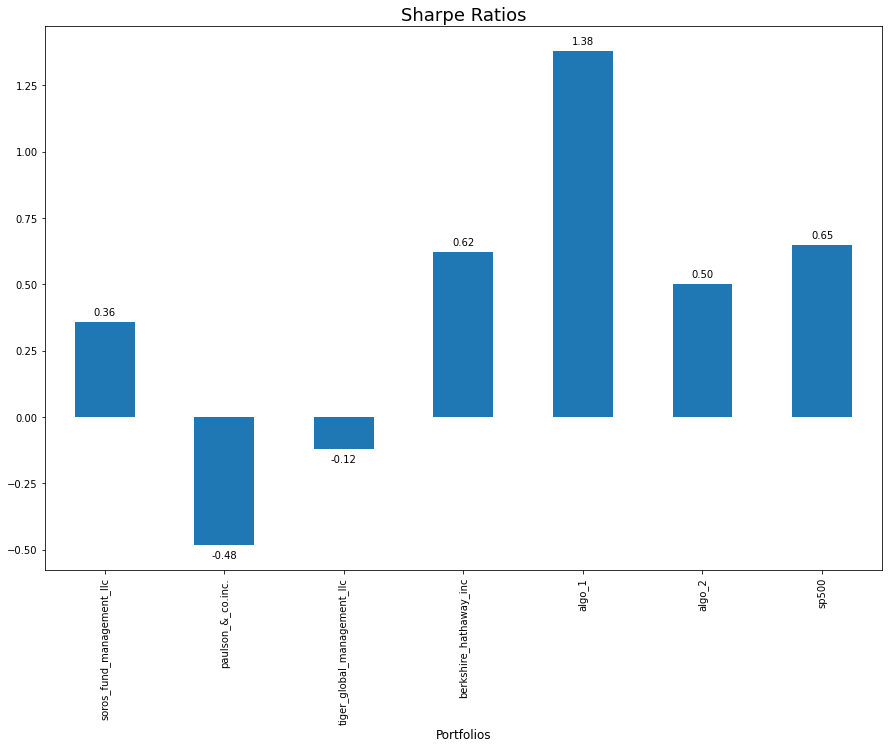 Sharpe Ratios
1.38
1.25
1.00
0.75
0.65
0.62
0.50
0.50
0.36
0.25
0.00
-0.12
−0.25
-0.48
−0.50
soros_fund_management_llc
paulson_&_co.inc.
tiger_global_management_llc
berkshire_hathaway_inc
algo_1
algo_2
sp500
Portfolios